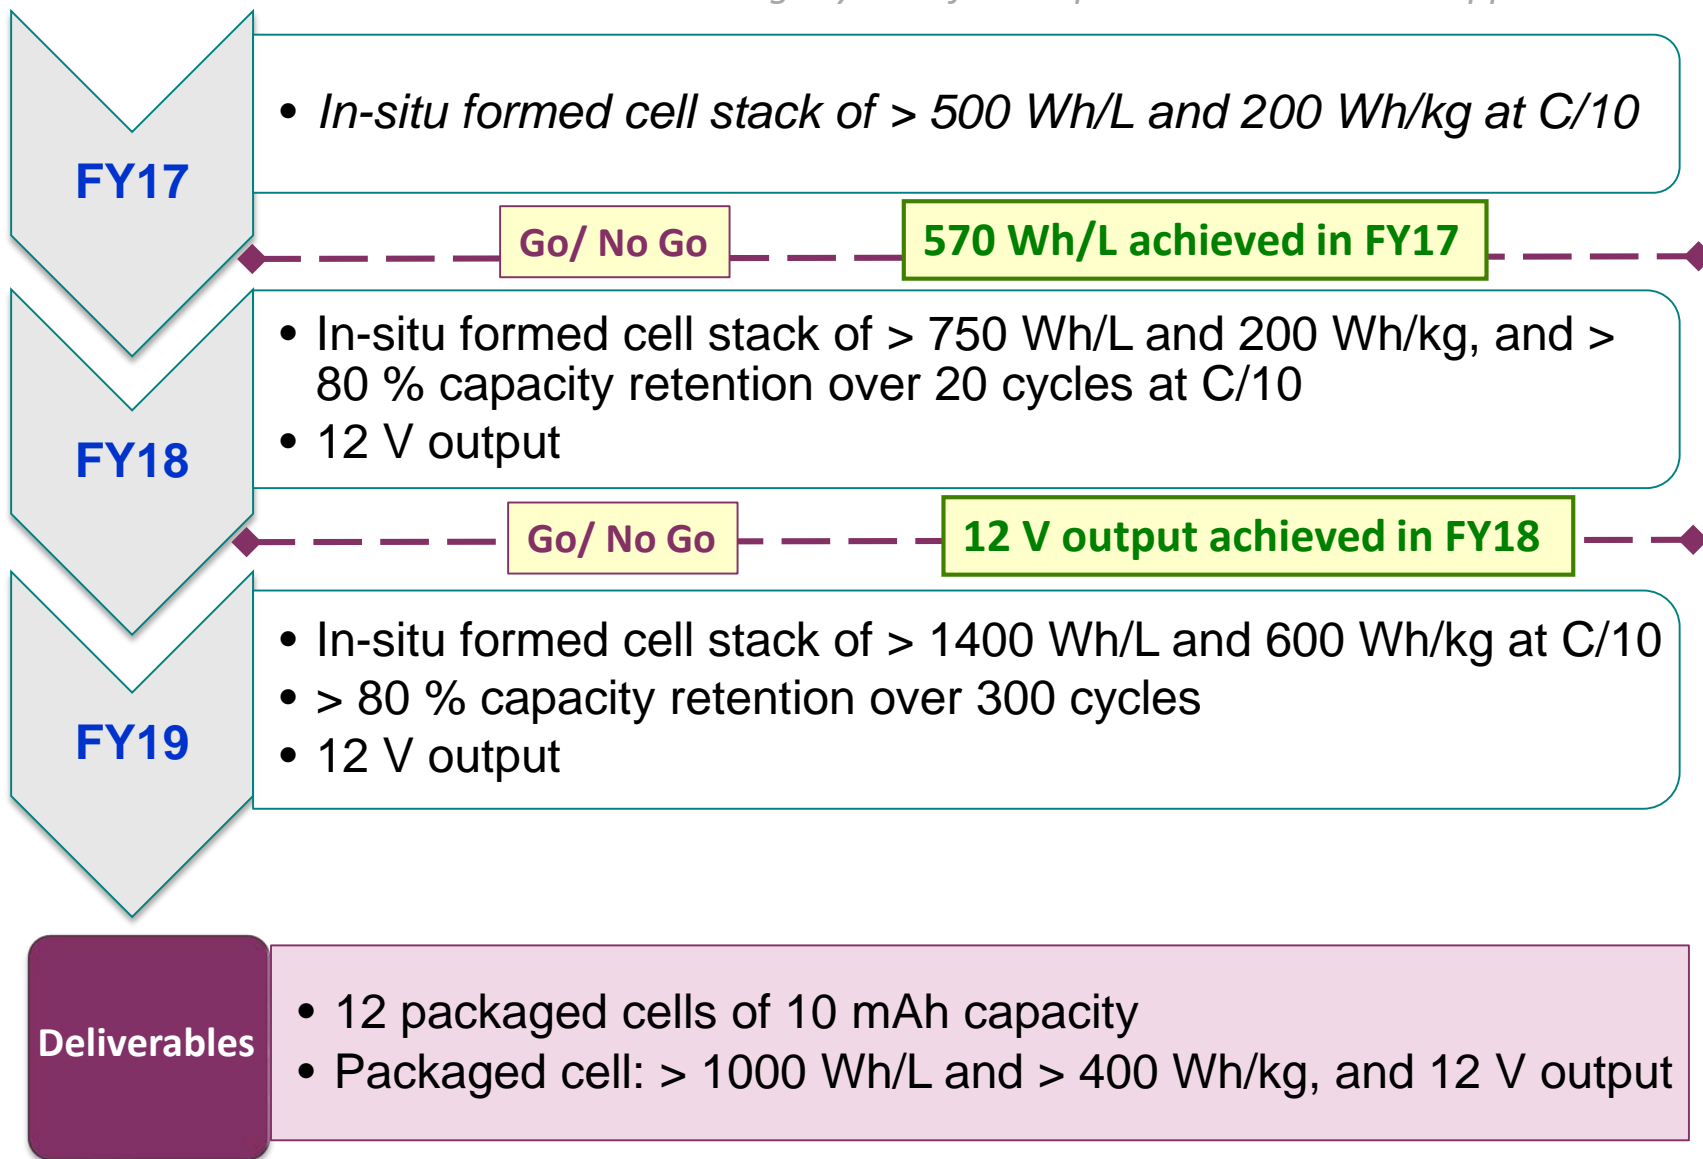 FY17
• In-situ formed cell stack of > 500 Wh/L and 200 Wh/kg at C/10
Go/ No Go
570 Wh/L achieved in FY17
FY18
• In-situ formed cell stack of > 750 Wh/L and 200 Wh/kg, and >
80 % capacity retention over 20 cycles at C/10
• 12 V output
Go/ No Go
12 V output achieved in FY18
FY19
• In-situ formed cell stack of > 1400 Wh/L and 600 Wh/kg at C/10
• > 80 % capacity retention over 300 cycles
• 12 V output
Deliverables
• 12 packaged cells of 10 mAh capacity
• Packaged cell: > 1000 Wh/L and > 400 Wh/kg, and 12 V output